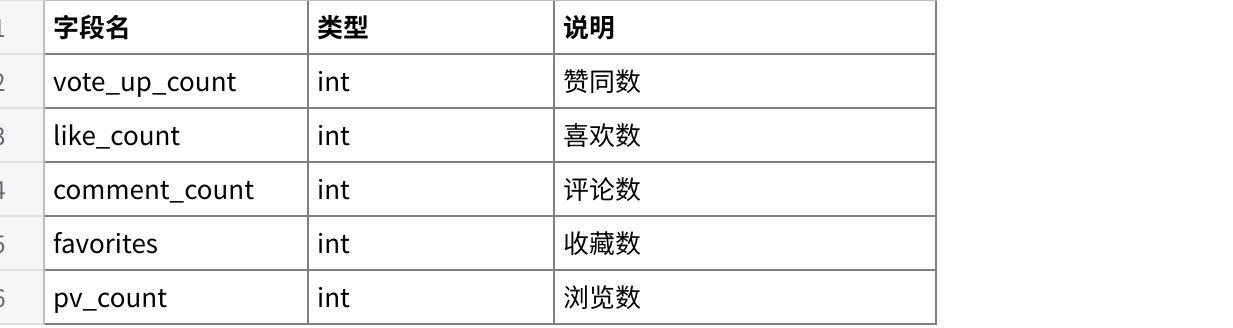 1 字段名 类型 说明
2 vote_up_count int 赞同数
3 like_count int 喜欢数
4 comment_count int 评论数
5 favorites int 收藏数
6 pv_count int 浏览数